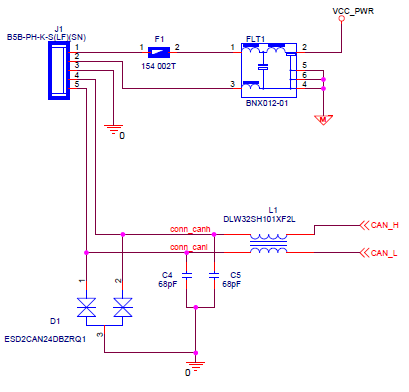 VCC_PWR
J1
B5B-PH-K-S(LF)(SN)
F1
FLT1
1
2
3
4
5
1
2
154 002T
1
2
3
5
6
4
BNX012-01
0
M
L1
DLW32SH101XF2L
conn_canh
CAN_H
conn_canl
CAN_L
C4
68pF
C5
68pF
1
2
D1
3
ESD2CAN24DBZRQ1
0